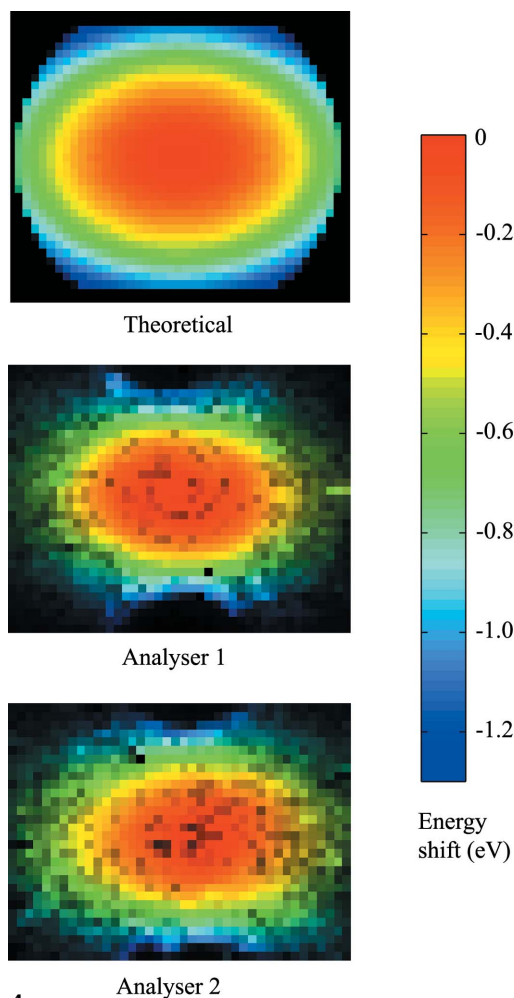 Theoretical
Analyser 1
Analyser 2
0
-0.2
-0.4
-0.6
-0.8
-1.0
-1.2
Energy
shift (eV)